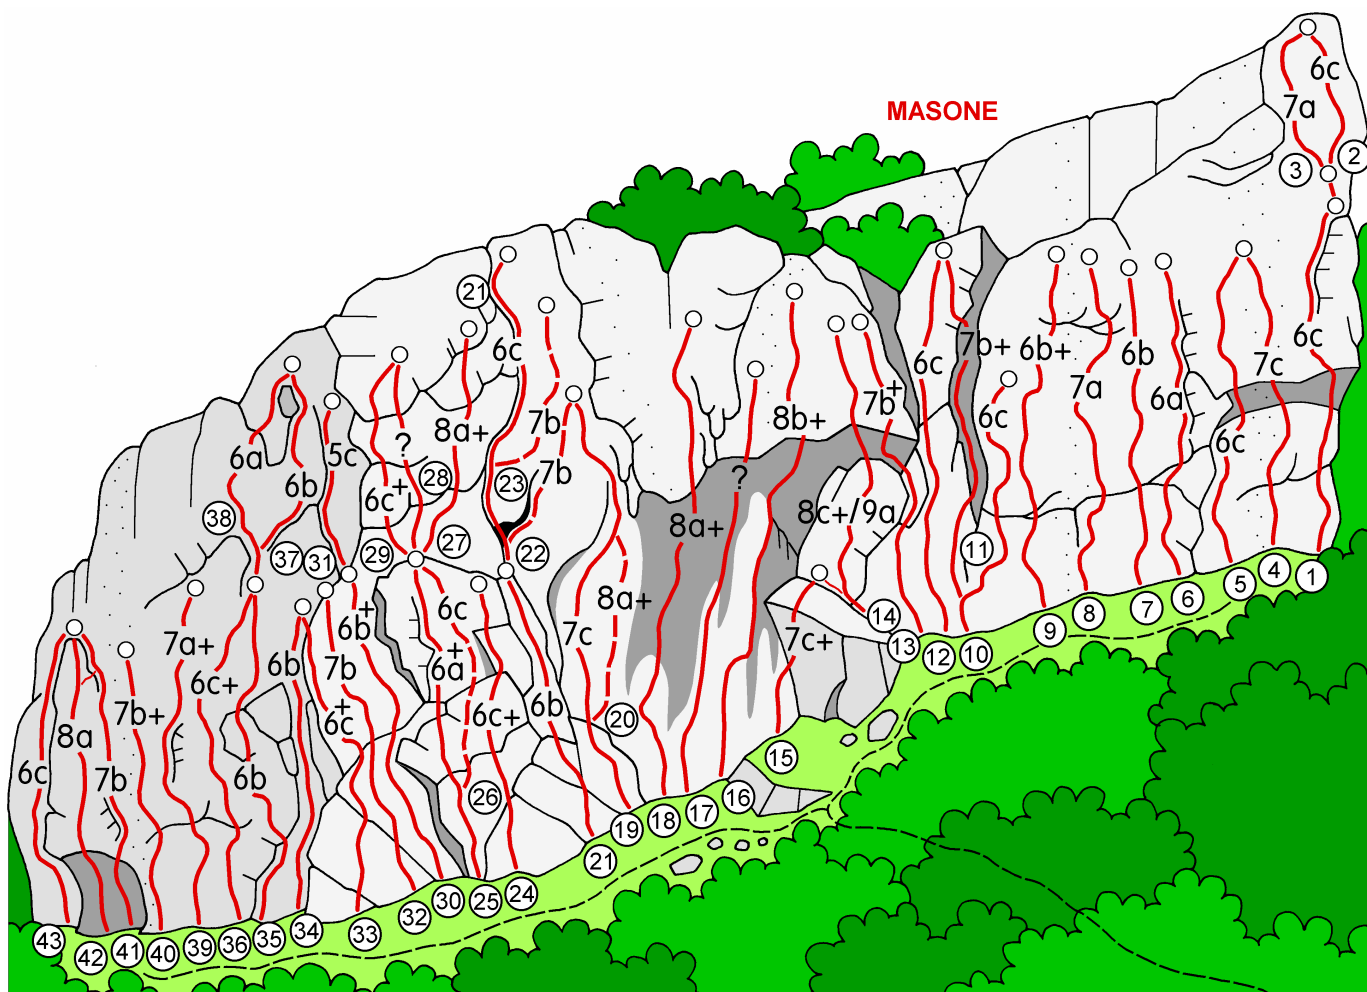 MASONE
6c
7a
2
3
21
6c
6c
7b+
6b+
6b
7c
6c
7a
6a
8a+
7b
8b+
7b+
6c
6c
?
5c
6a
6b
6c+
28
23
7b
?
8a+
8c+/9a
38
37
31
29
27
22
11
6c
6b+
8a+
7c
7c+
14
13
12
10
9
8
7
6
5
4
1
7a+
6a+
6b
7b
6c+
6c+
6b
6c+
7b+
8a
6c
7b
6b
20
15
26
16
17
18
19
21
24
25
30
32
33
34
35
36
39
40
41
42
43